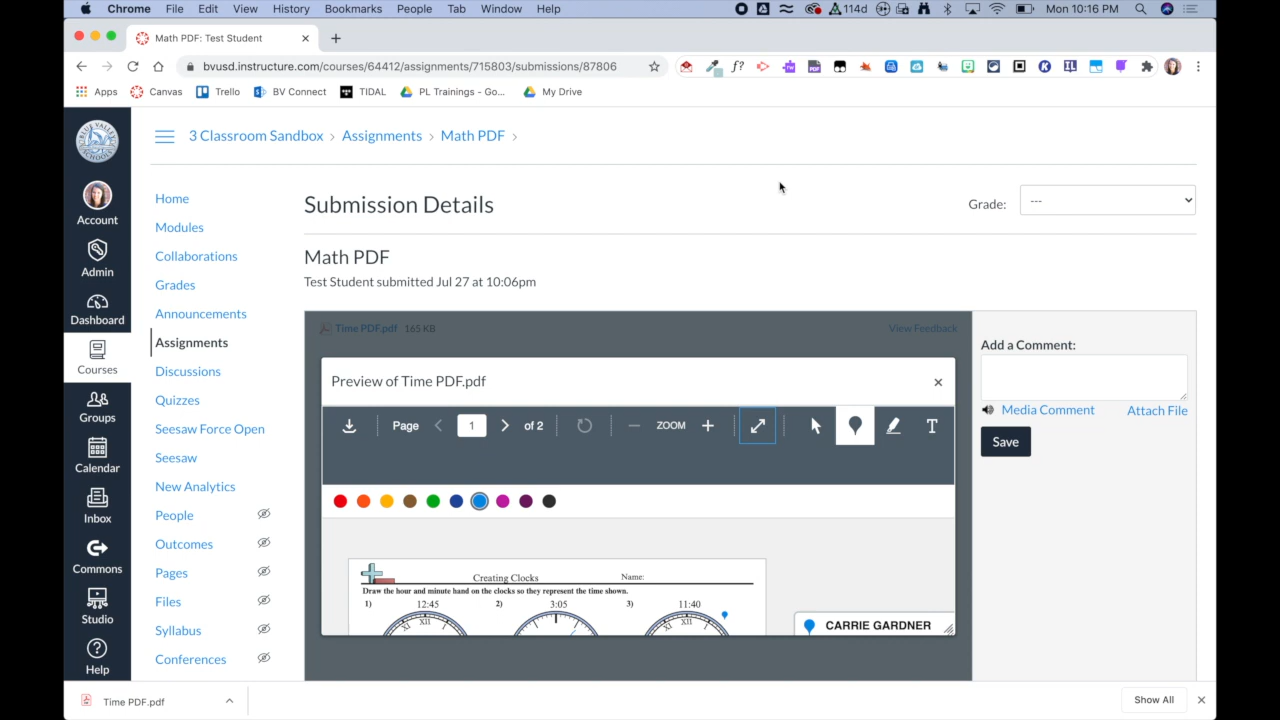 Chrome File Edit View History Bookmarks People Tab Window Help 114d Mon 10:16 PM
Math PDF: Test Student
bvusd.instructure.com/courses/64412/assignments/715803/submissions/87806
Apps Canvas Trello BV Connect TIDAL PL Trainings - Go... My Drive
3 Classroom Sandbox > Assignments > Math PDF >
BLUE VALLEY SCHOOLS
Account
Admin
Dashboard
Courses
Groups
Calendar
Inbox
Commons
Studio
Help
Home
Modules
Collaborations
Grades
Announcements
Assignments
Discussions
Quizzes
Seesaw Force Open
Seesaw
New Analytics
People
Outcomes
Pages
Files
Syllabus
Conferences
Submission Details
Grade: ---
Math PDF
Test Student submitted Jul 27 at 10:06pm
Time PDF.pdf 165 KB View Feedback
Preview of Time PDF.pdf
Page 1 of 2 ZOOM T
Creating Clocks Name:
Draw the hour and minute hand on the clocks so they represent the time shown.
1) 12:45 2) 3:05 3) 11:40
XI XII XI XII
CARRIE GARDNER
Add a Comment:
Media Comment Attach File
Save
Time PDF.pdf Show All